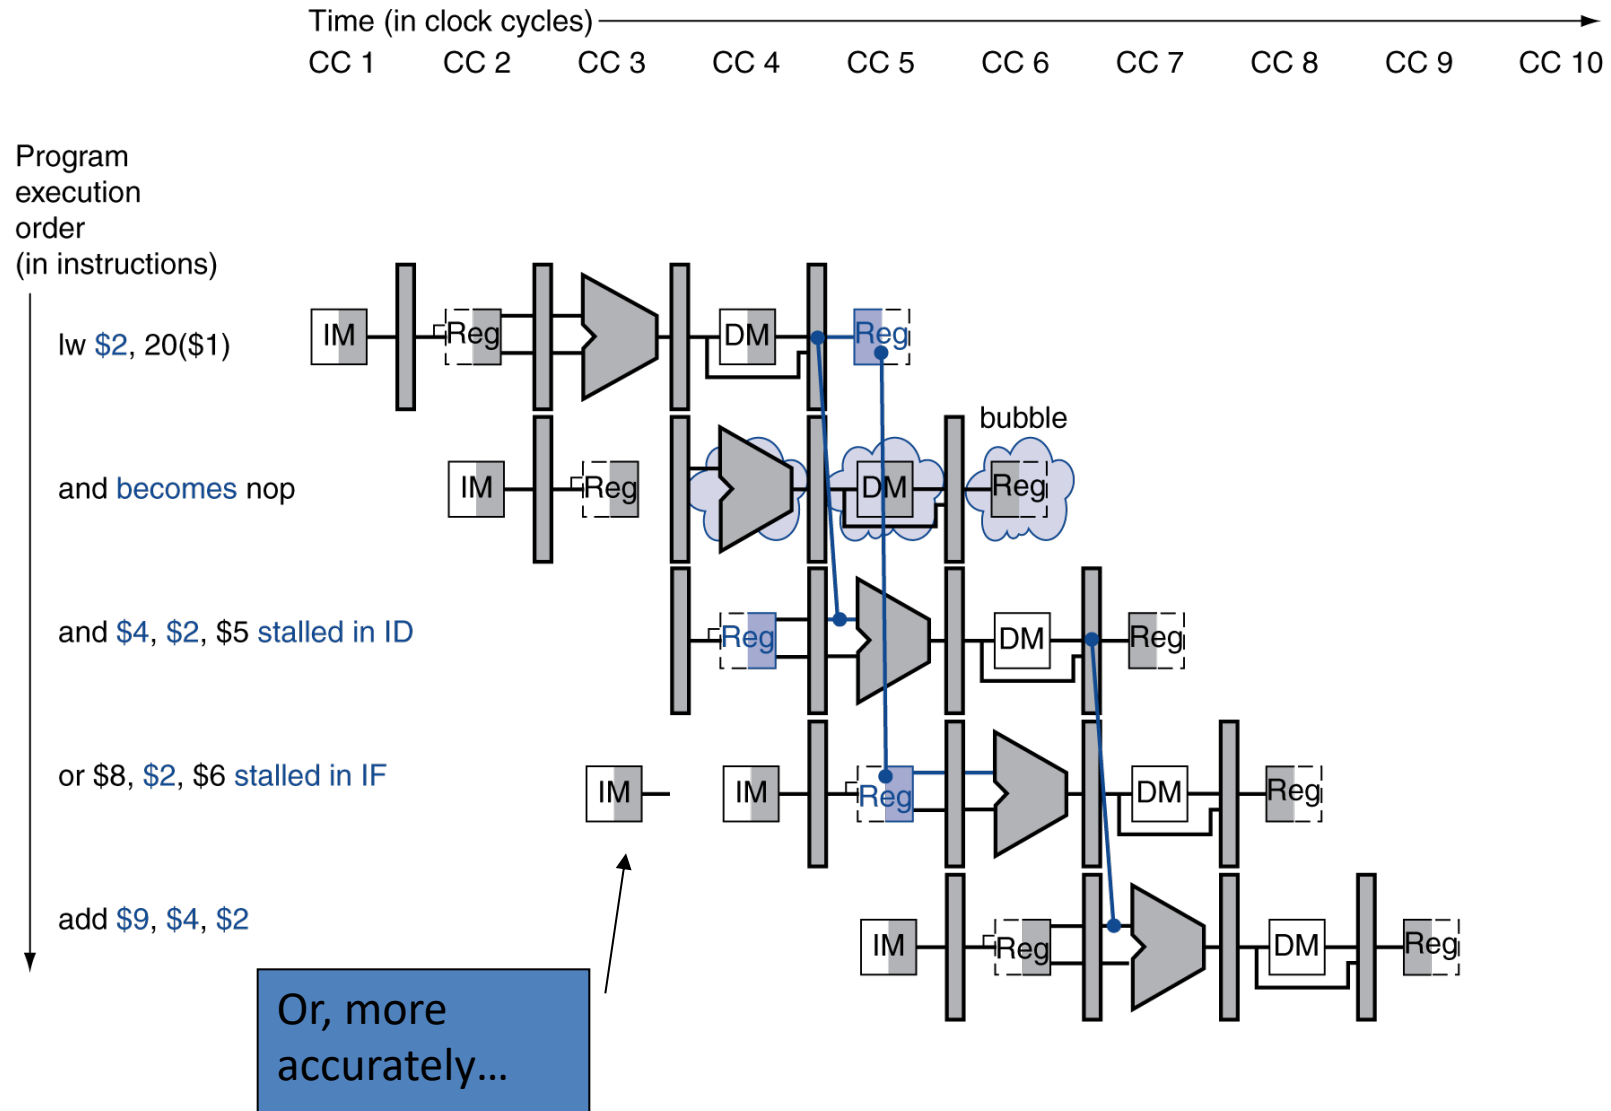 Time (in clock cycles)
CC 1 CC 2 CC 3 CC 4 CC 5 CC 6 CC 7 CC 8 CC 9 CC 10
Program
execution
order
(in instructions)
lw $2, 20($1)
IM Reg DM Reg
bubble
and becomes nop
IM Reg DM Reg
and $4, $2, $5 stalled in ID
Reg DM Reg
or $8, $2, $6 stalled in IF
IM IM Reg DM Reg
add $9, $4, $2
IM Reg DM Reg
Or, more
accurately...